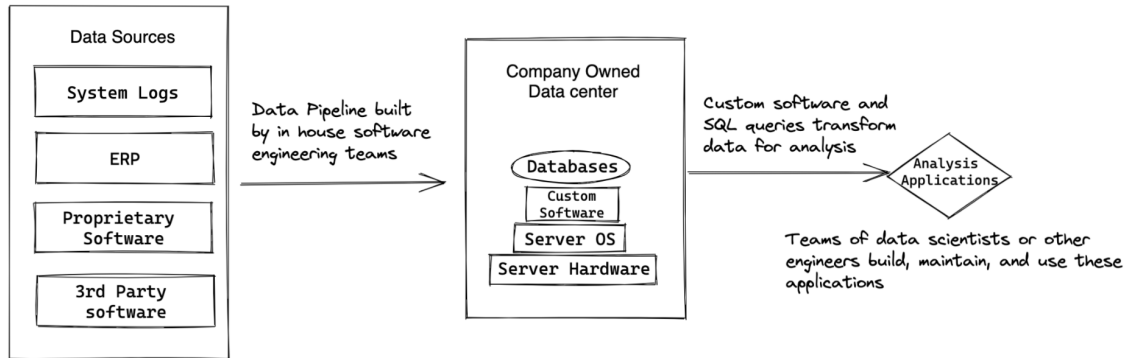 Data Sources
System Logs
ERP
Proprietary
Software
3rd Party
software
Data Pipeline built
by in house software
engineering teams
Company Owned
Data center
Databases
Custom
Software
Server OS
Server Hardware
Custom software and
SQL queries transform
data for analysis
Analysis
Applications
Teams of data scientists or other
engineers build, maintain, and use these
applications